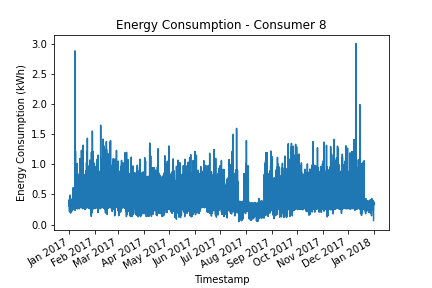 Energy Consumption - Consumer 8
Energy Consumption (kWh)
3.0
2.5
2.0
1.5
1.0
0.5
0.0
Jan 2017
Feb 2017
Mar 2017
Apr 2017
May 2017
Jun 2017
Jul 2017
Aug 2017
Sep 2017
Oct 2017
Nov 2017
Dec 2017
Jan 2018
Timestamp